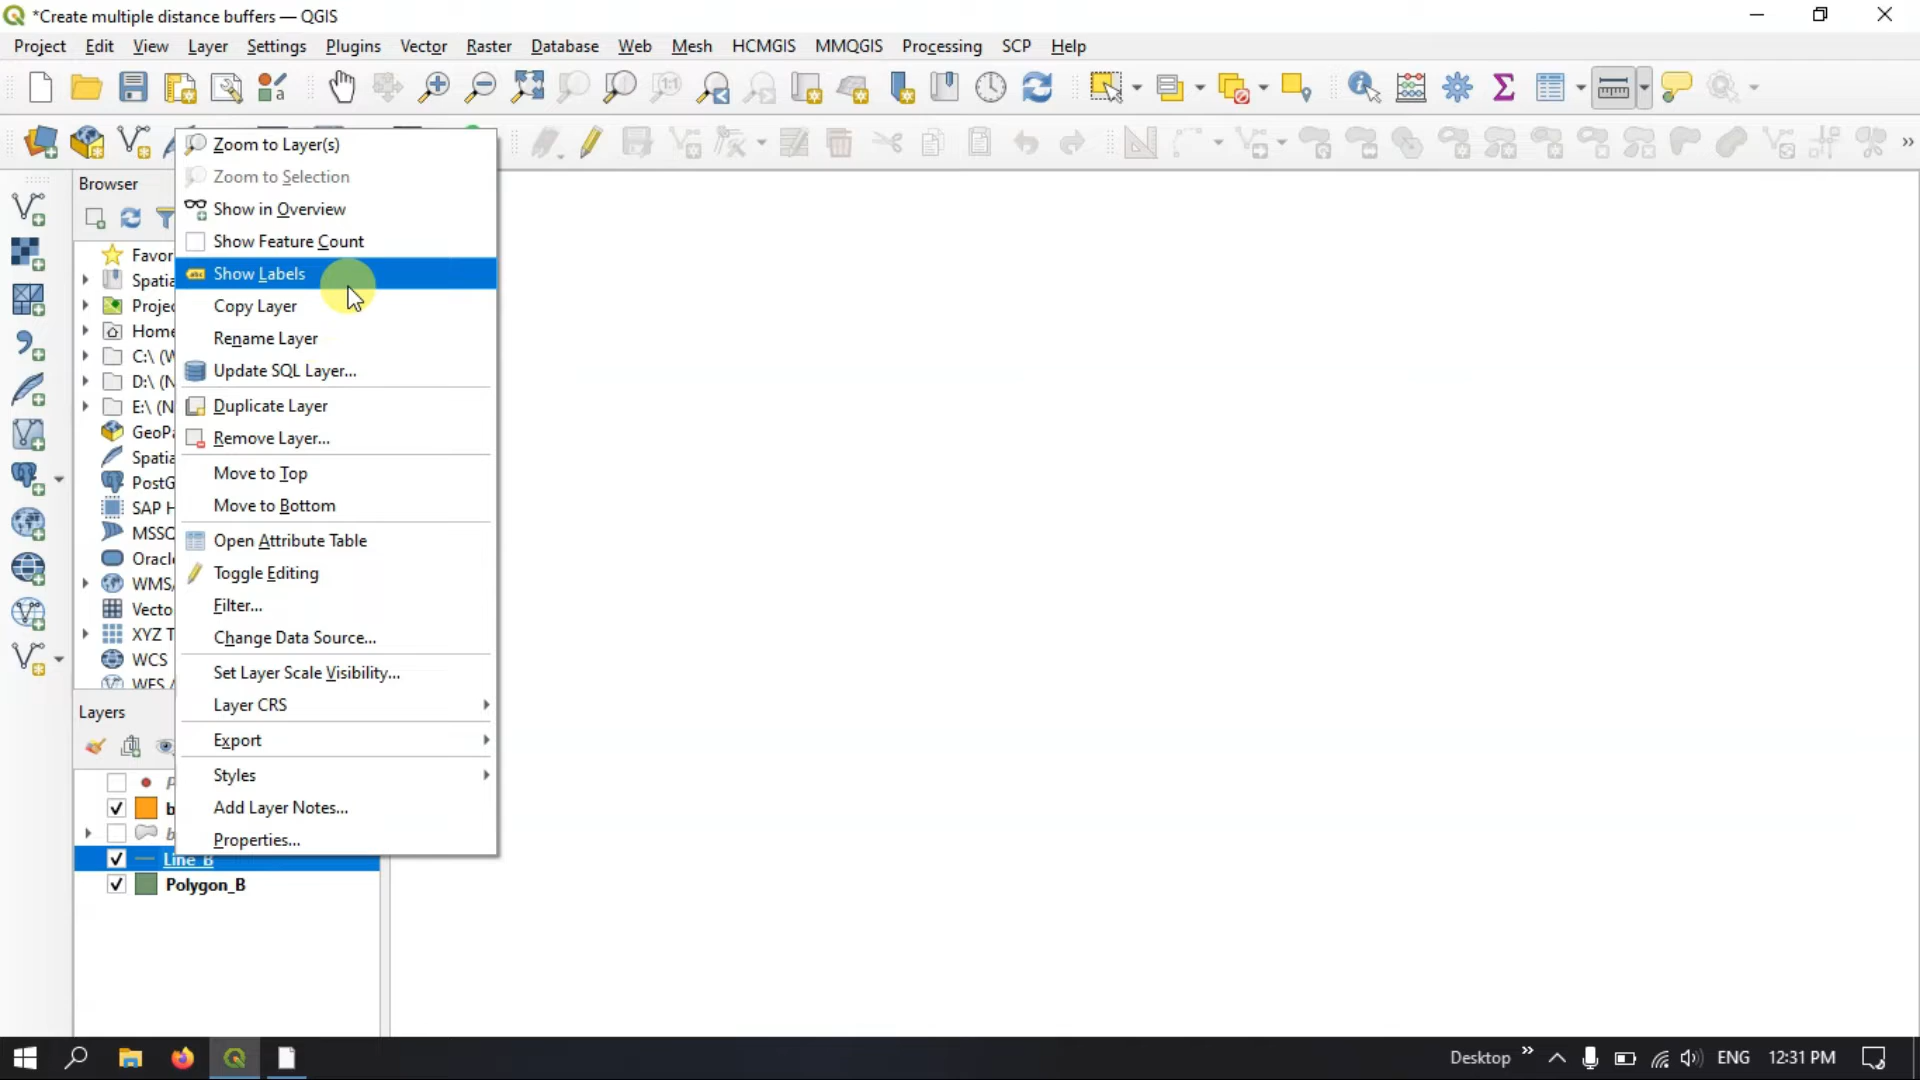 *Create multiple distance buffers — QGIS
Project Edit View Layer Settings Plugins Vector Raster Database Web Mesh HCMGIS MMQGIS Processing SCP Help
Browser
Zoom to Layer(s)
Zoom to Selection
Show in Overview
Show Feature Count
Show Labels
Copy Layer
Rename Layer
Update SQL Layer...
Duplicate Layer
Remove Layer...
Move to Top
Move to Bottom
Open Attribute Table
Toggle Editing
Filter...
Change Data Source...
Set Layer Scale Visibility...
Layer CRS
Export
Styles
Add Layer Notes...
Properties...
Favor
Spatia
Projec
Home
C:\ (W
D:\ (N
E:\ (N
GeoPa
Spatia
PostG
SAP H
MSSQ
Oracle
WMS/
Vecto
XYZ T
WCS
WFS /
Layers
b
b
Line_B
Polygon_B
Desktop » ENG 12:31 PM